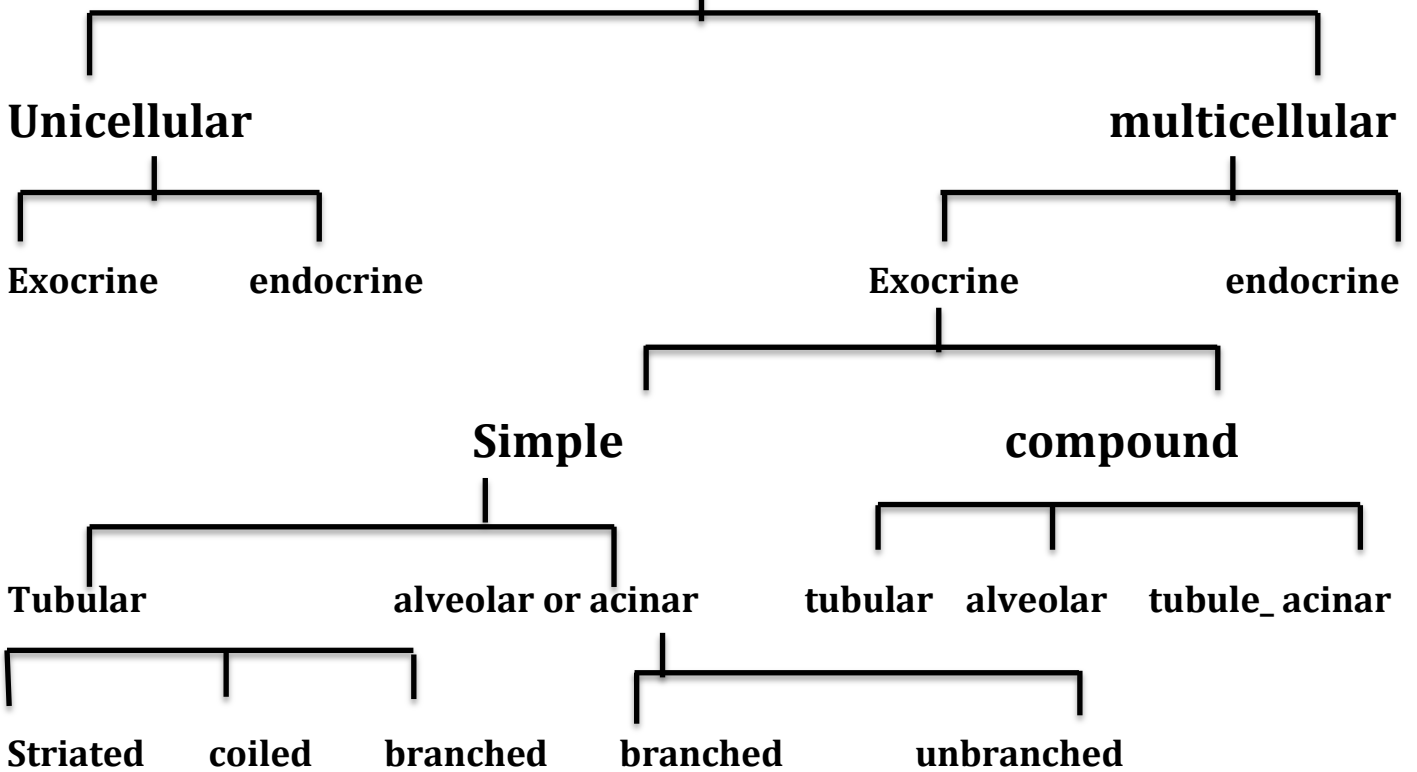 Unicellular multicellular
Exocrine endocrine Exocrine endocrine
Simple compound
Tubular alveolar or acinar tubular alveolar tubule_ acinar
Striated coiled branched branched unbranched